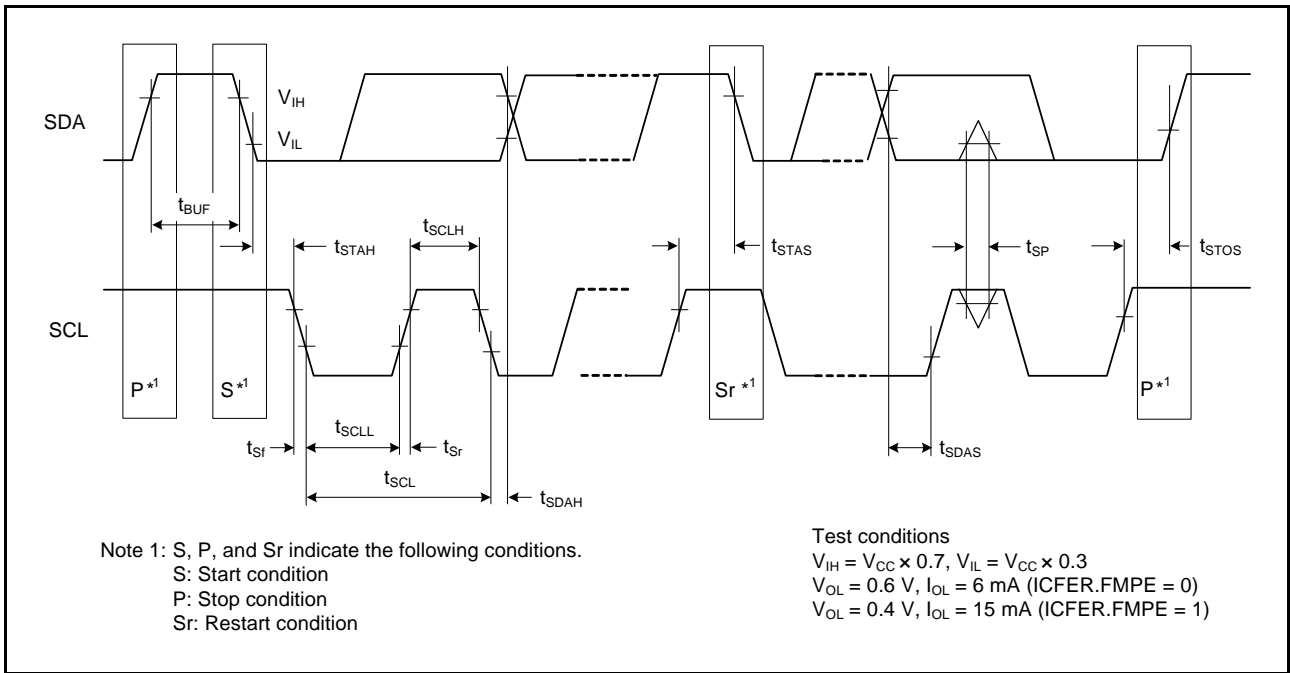 SDA
V_IH
V_IL
t_BUF
t_STAH
t_SCLH
t_STAS
t_SP
t_STOS
SCL
P*¹
S*¹
Sr *¹
P*¹
t_Sf
t_SCLL
t_Sr
t_SCL
t_SDAH
t_SDAS
Note 1: S, P, and Sr indicate the following conditions.
S: Start condition
P: Stop condition
Sr: Restart condition
Test conditions
V_IH = V_CC × 0.7, V_IL = V_CC × 0.3
V_OL = 0.6 V, I_OL = 6 mA (ICFER.FMPE = 0)
V_OL = 0.4 V, I_OL = 15 mA (ICFER.FMPE = 1)